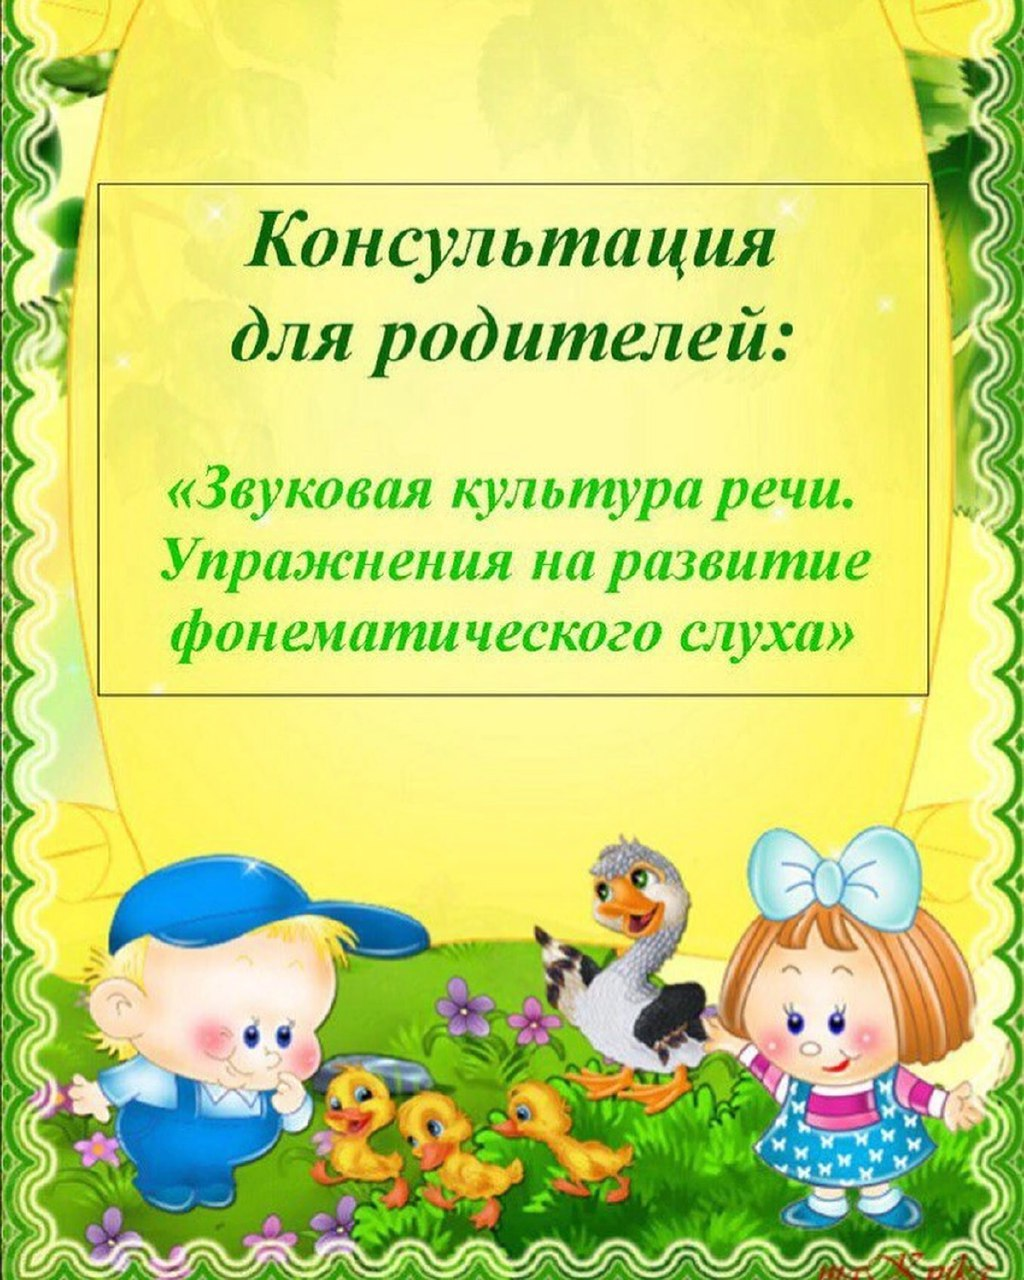 Консультация
для родителей:
«Звуковая культура речи.
Упражнения на развитие
фонематического слуха»